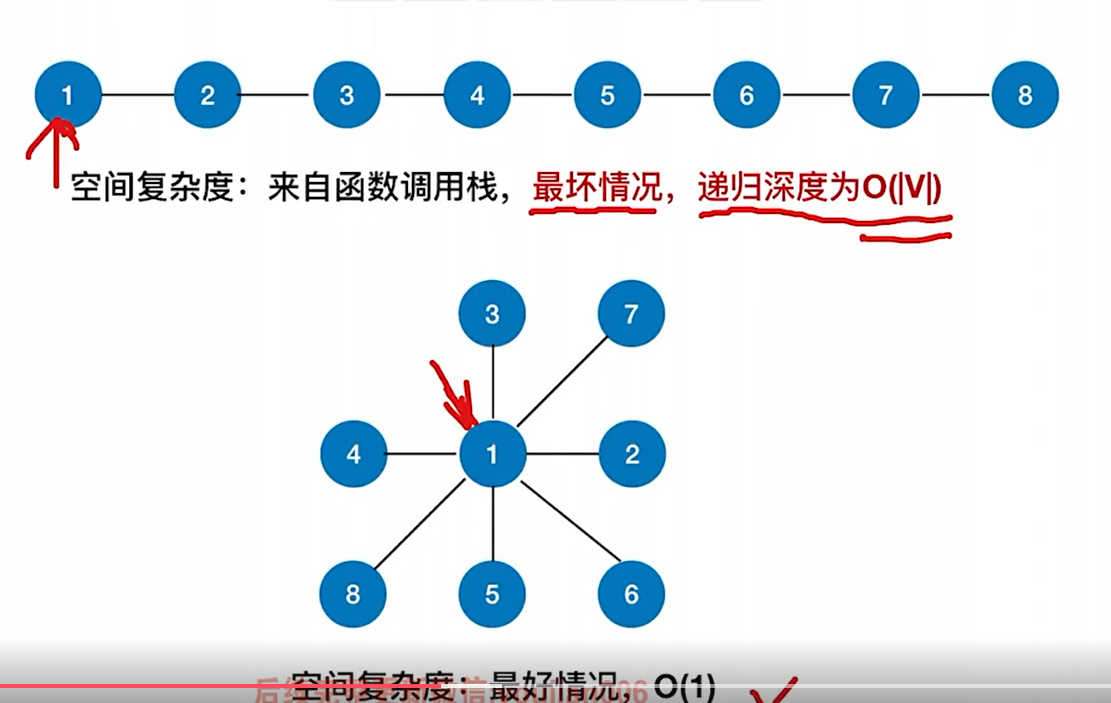 1 2 3 4 5 6 7 8
空间复杂度：来自函数调用栈，最坏情况，递归深度为O(|V|)
3 7
4 1 2
8 5 6
空间复杂度：最好情况，O(1)